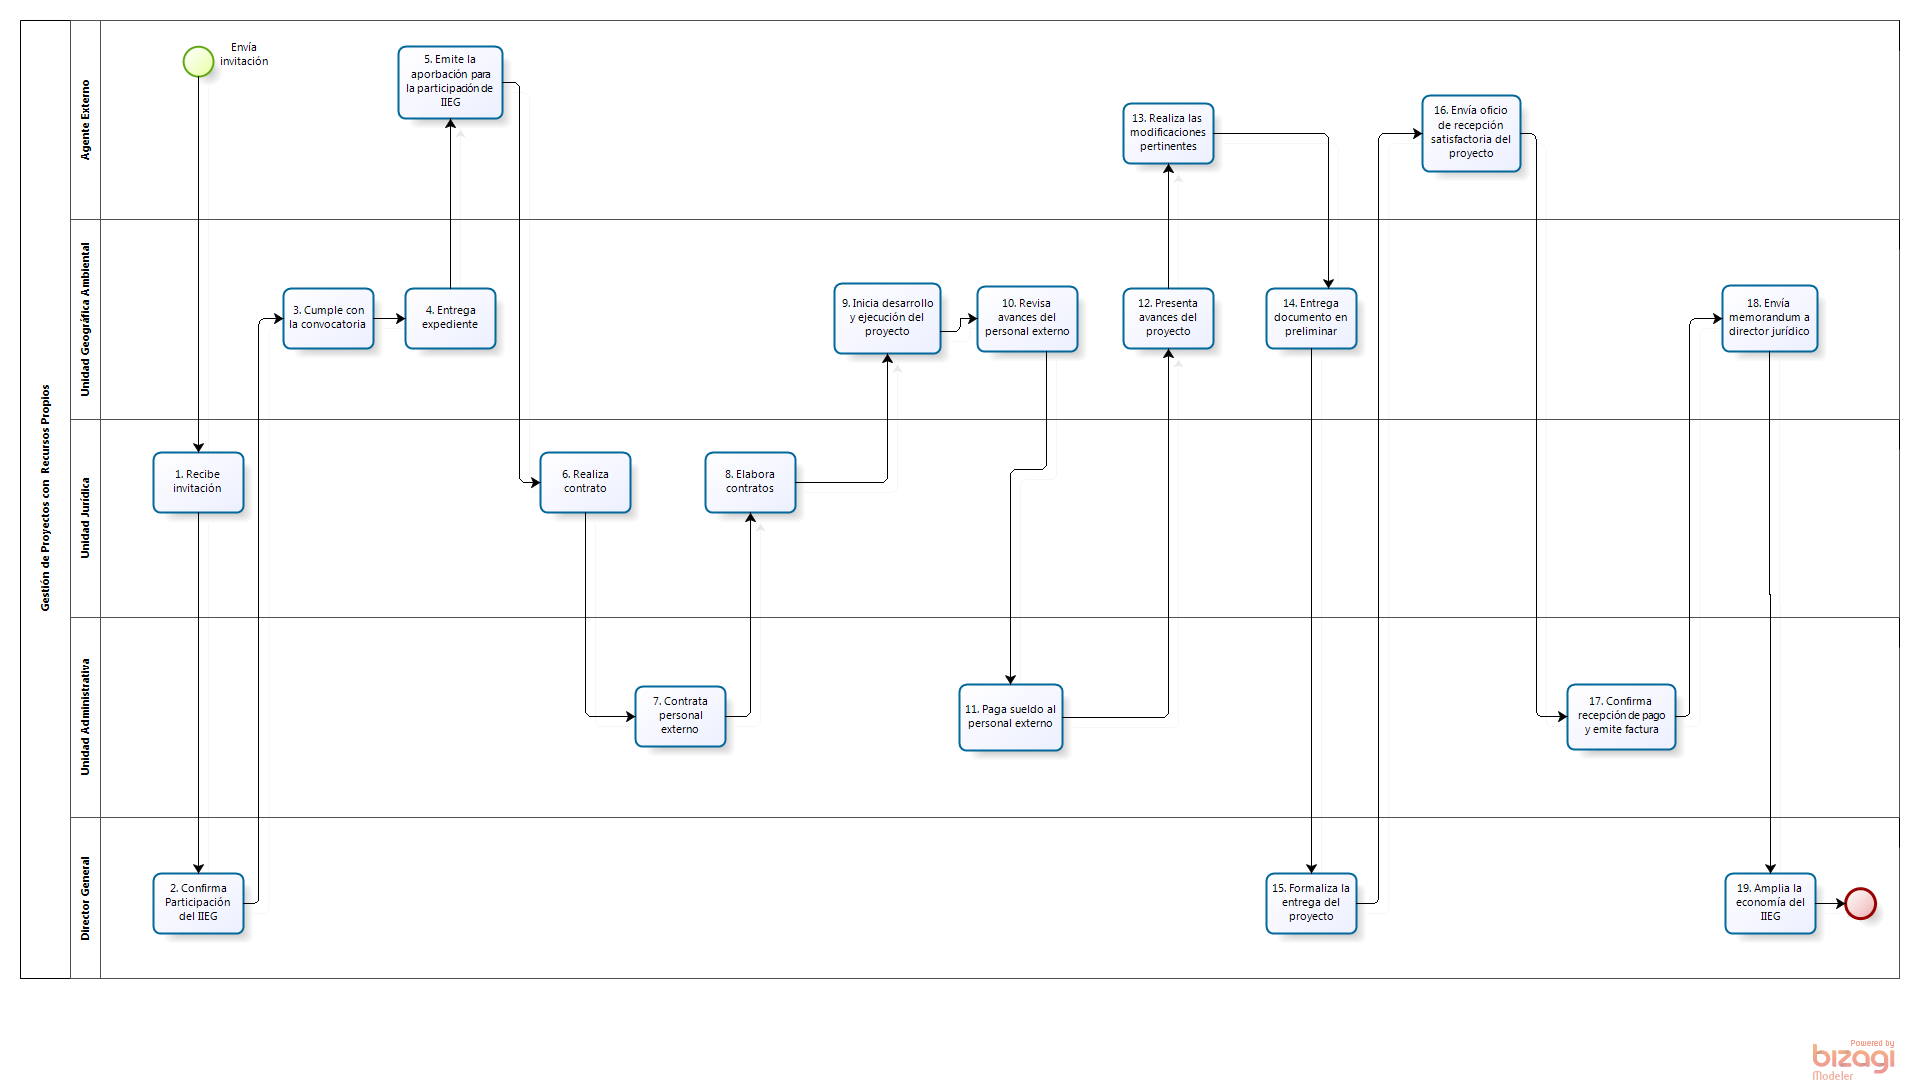 Gestión de Proyectos con Recursos Propios
Agente Externo
Envía
invitación
5. Emite la
aporbación para
la participación de
IIEG
13. Realiza las
modificaciones
pertinentes
16. Envía oficio
de recepción
satisfactoria del
proyecto
Unidad Geográfica Ambiental
3. Cumple con
la convocatoria
4. Entrega
expediente
9. Inicia desarrollo
y ejecución del
proyecto
10. Revisa
avances del
personal externo
12. Presenta
avances del
proyecto
14. Entrega
documento en
preliminar
18. Envía
memorandum a
director jurídico
Unidad Jurídica
1. Recibe
invitación
6. Realiza
contrato
8. Elabora
contratos
Unidad Administrativa
7. Contrata
personal
externo
11. Paga sueldo al
personal externo
17. Confirma
recepción de pago
y emite factura
Director General
2. Confirma
Participación
del IIEG
15. Formaliza la
entrega del
proyecto
19. Amplia la
economía del
IIEG
Powered by
bizagi
Modeler